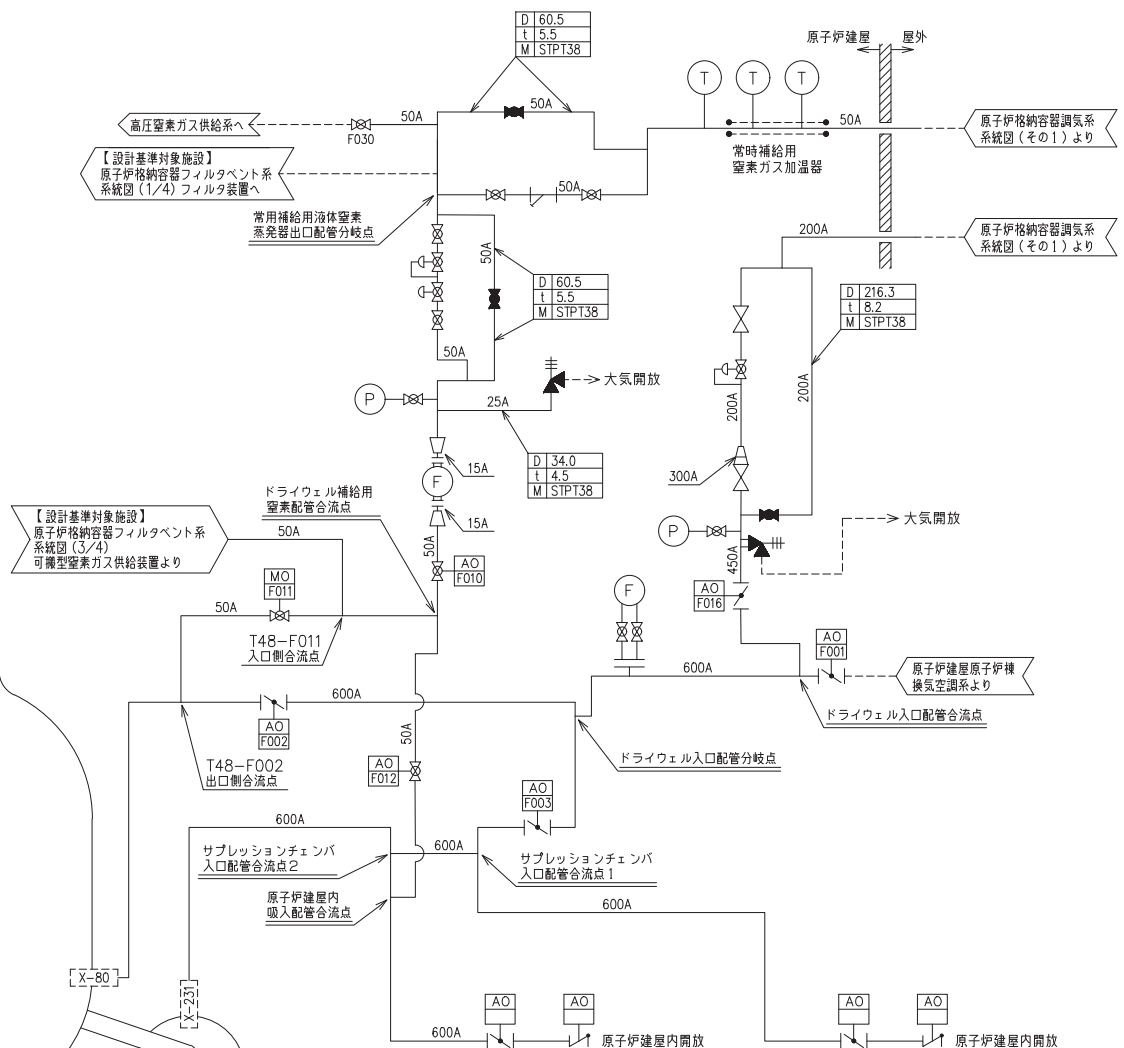 D 60.5
t 5.5
M STPT38
原子炉建屋
屋外
T
T
T
50A
50A
50A
高圧窒素ガス供給系へ
F030
原子炉格納容器調気系
系統図(その1)より
【設計基準対象施設】
原子炉格納容器フィルタベント系
系統図(1/4)フィルタ装置へ
常時補給用
窒素ガス加温器
50A
常用補給用液体窒素
蒸発器出口配管分岐点
200A
原子炉格納容器調気系
系統図(その1)より
50A
D 60.5
t 5.5
M STPT38
D 216.3
t 8.2
M STPT38
50A
大気開放
P
25A
200A
200A
15A
D 34.0
t 4.5
M STPT38
300A
F
ドライウェル補給用
窒素配管合流点
15A
【設計基準対象施設】
原子炉格納容器フィルタベント系
系統図(3/4)
可搬型窒素ガス供給装置より
50A
大気開放
P
50A
450A
AO
F010
MO
F011
F
AO
F016
50A
T48-F011
入口側合流点
AO
F001
600A
原子炉建屋原子炉棟
換気空調系より
600A
ドライウェル入口配管合流点
AO
F002
50A
T48-F002
出口側合流点
ドライウェル入口配管分岐点
AO
F012
AO
F003
600A
サプレッションチェンバ
入口配管合流点2
600A
サプレッションチェンバ
入口配管合流点1
原子炉建屋内
吸入配管合流点
600A
X-80
X-231
AO
AO
AO
AO
600A
原子炉建屋内開放
原子炉建屋内開放